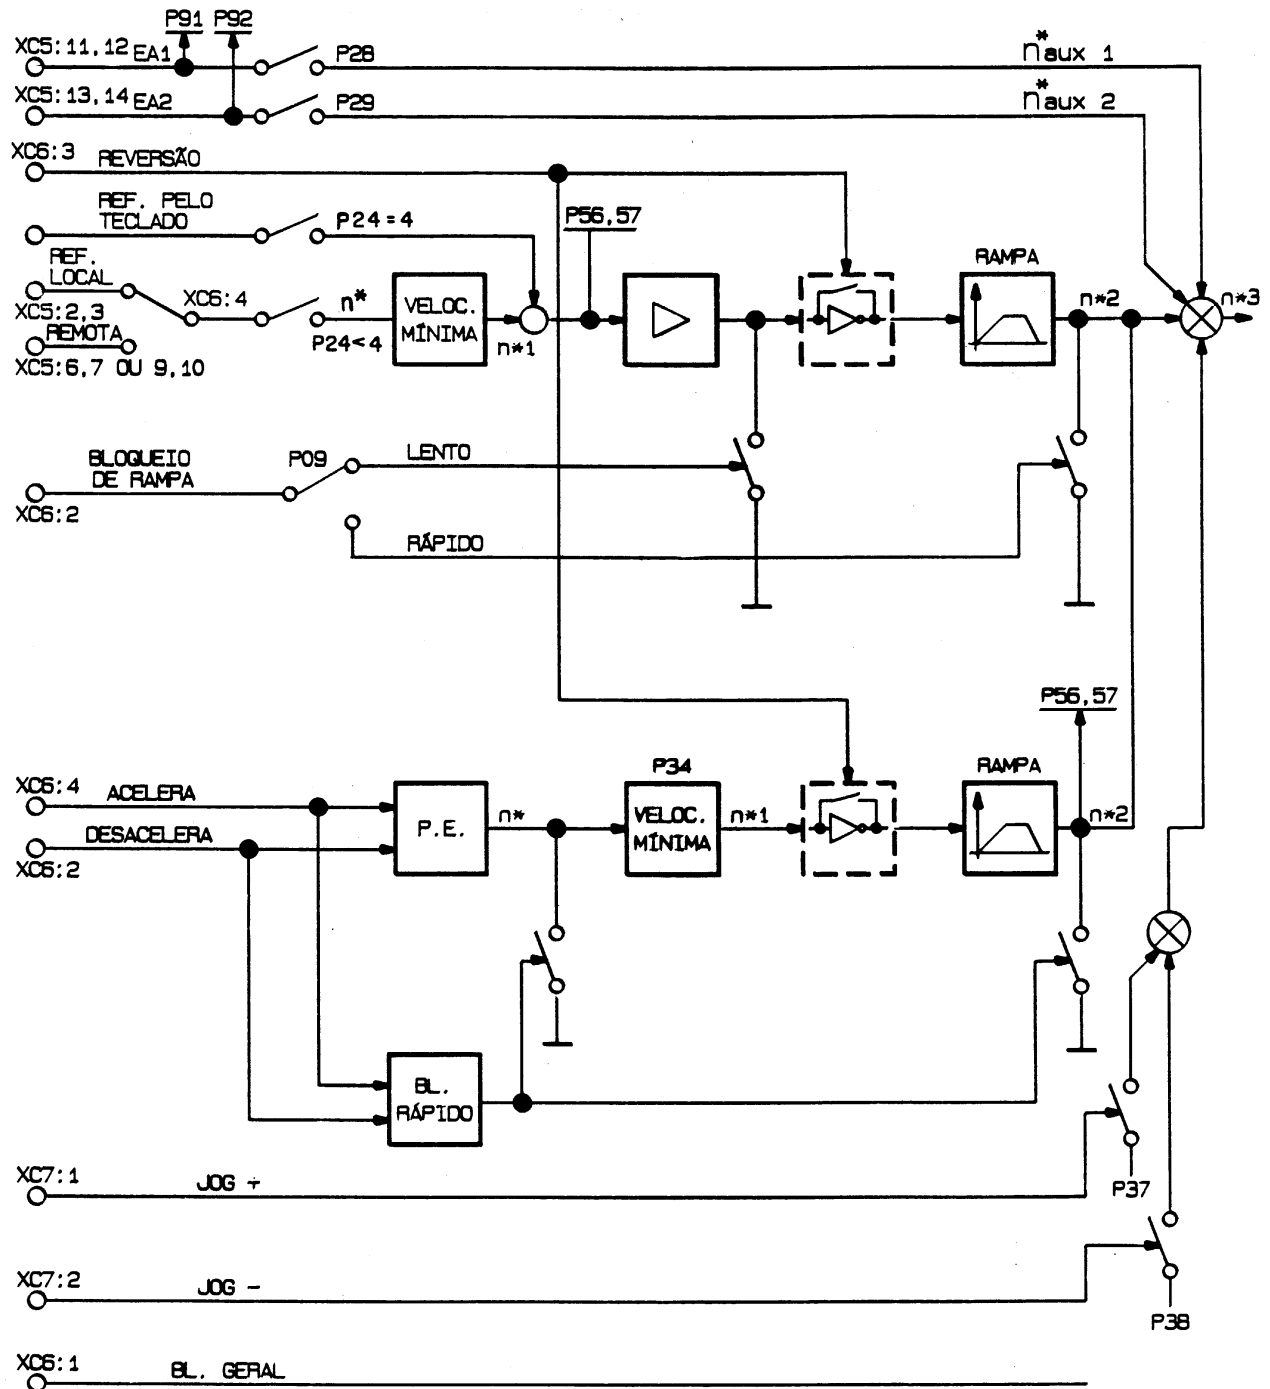 P91 P92
XC5:11,12 EA1
P28
n*aux 1
XC5:13,14 EA2
P29
n*aux 2
XC6:3
REVERSÃO
REF. PELO
TECLADO
P24=4
P56,57
REF.
LOCAL
XC5:2,3
XC6:4
n*
P24<4
VELOC.
MÍNIMA
n*1
RAMPA
n*2
n*3
REMOTA
XC5:6,7 OU 9,10
BLOQUEIO
DE RAMPA
XC6:2
P09
LENTO
RÁPIDO
P56,57
XC6:4
ACELERA
DESACELERA
XC6:2
P.E.
n*
P34
VELOC.
MÍNIMA
n*1
RAMPA
n*2
BL.
RÁPIDO
XC7:1
JOG +
P37
XC7:2
JOG -
P38
XC6:1
BL. GERAL